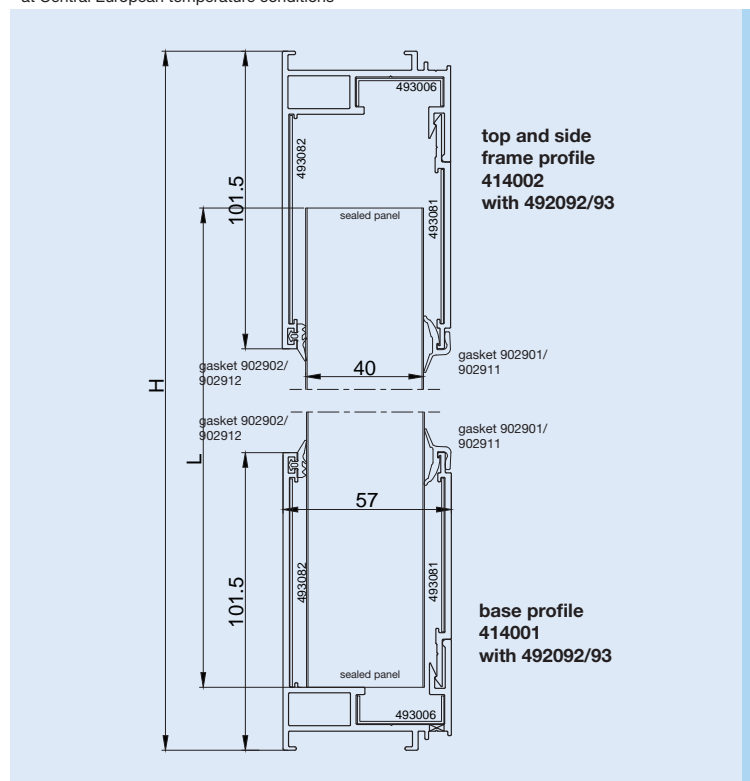 at Central European temperature conditions
493006
493082
top and side
frame profile
414002
with 492092/93
101.5
sealed panel
493081
gasket 902902/
902912
40
gasket 902901/
902911
H
gasket 902902/
902912
gasket 902901/
902911
L
57
493082
493081
101.5
base profile
414001
with 492092/93
sealed panel
493006